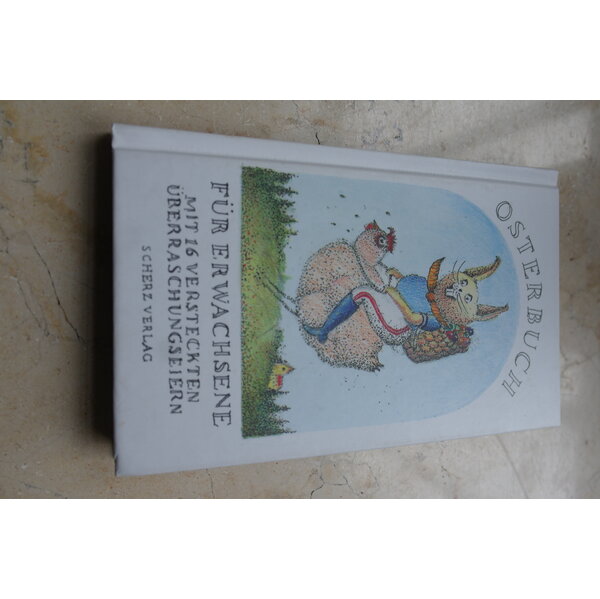 OSTERBUCH
FÜR ERWACHSENE
MIT 16 VERSTECKTEN
ÜBERRASCHUNGSEIERN
SCHERZ VERLAG